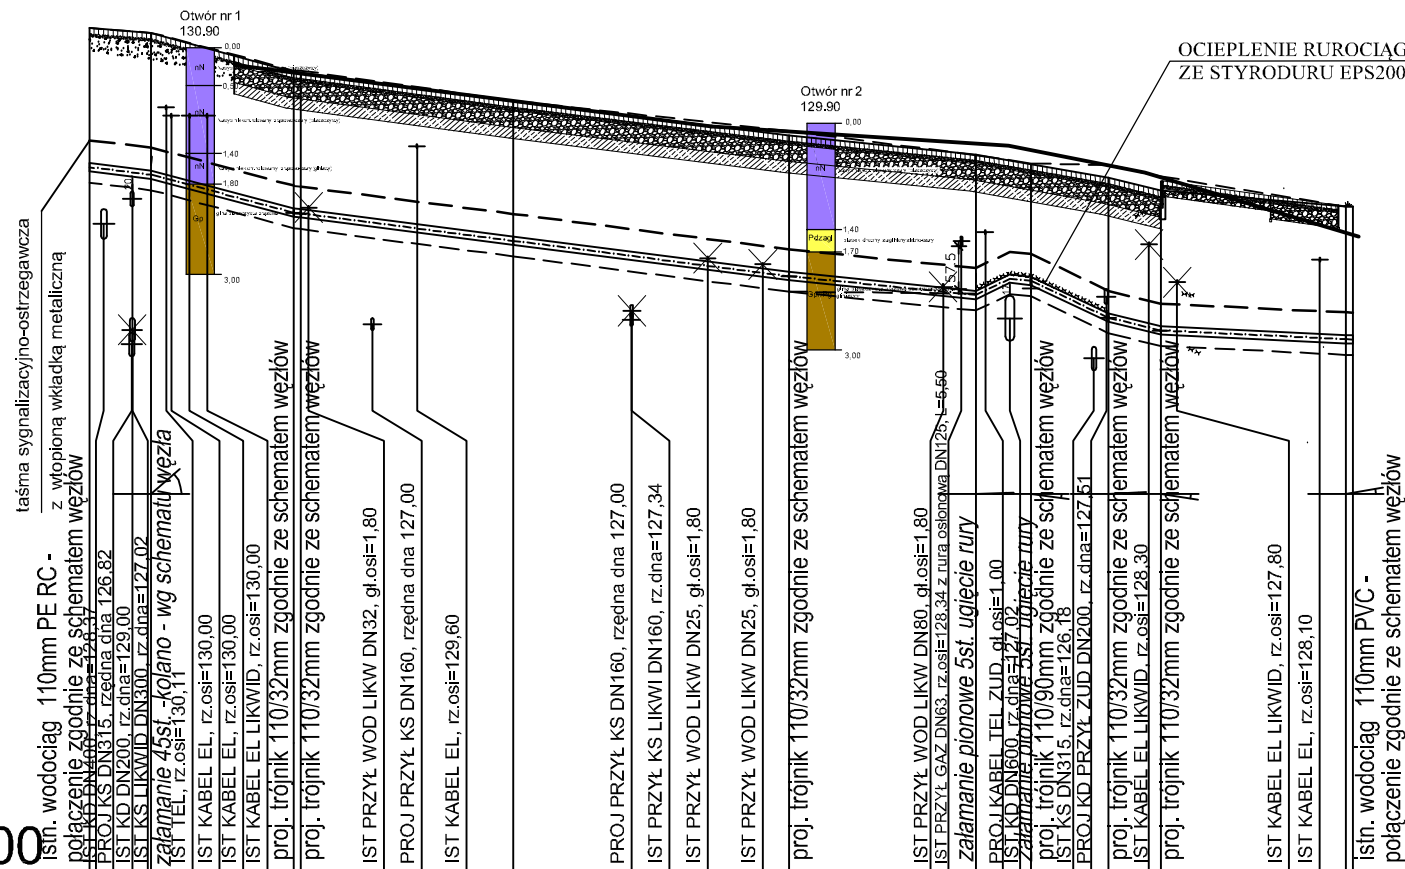 Otwór nr 1
130.90
0,00
nN
0,50
nN
1,40
nN
1,80
Gp
3,00
Otwór nr 2
129.90
0,00
nN
1,40
Pdzagl
1,70
3,00
OCIEPLENIE RUROCIĄG
ZE STYRODURU EPS200
taśma sygnalizacyjno-ostrzegawcza
z wtopioną wkładką metaliczną
istn. wodociąg 110mm PE RC -
połączenie zgodnie ze schematem węzłów
IST KD DN400, rz.dna=128,37
PROJ KS DN315, rzędna dna 126,82
IST KD DN200, rz.dna=129,00
IST KS LIKWID DN300, rz.dna=127,02
załamanie 45st. -kolano - wg schematu węzła
IST TEL, rz.osi=130,11
IST KABEL EL, rz.osi=130,00
IST KABEL EL, rz.osi=130,00
IST KABEL EL LIKWID, rz.osi=130,00
proj. trójnik 110/32mm zgodnie ze schematem węzłów
proj. trójnik 110/32mm zgodnie ze schematem węzłów
IST PRZYŁ WOD LIKW DN32, gł.osi=1,80
PROJ PRZYŁ KS DN160, rzędna dna 127,00
IST KABEL EL, rz.osi=129,60
PROJ PRZYŁ KS DN160, rzędna dna 127,00
IST PRZYŁ KS LIKWI DN160, rz.dna=127,34
IST PRZYŁ WOD LIKW DN25, gł.osi=1,80
IST PRZYŁ WOD LIKW DN25, gł.osi=1,80
proj. trójnik 110/32mm zgodnie ze schematem węzłów
IST PRZYŁ WOD LIKW DN80, gł.osi=1,80
IST PRZYŁ GAZ DN63, rz.osi=128,34 z rurą osłonową DN125, L=5,50
załamanie pionowe 5st. ugięcie rury
PROJ KABEL TEL ZUD, gł.osi=1,00
IST KD DN600, rz.dna=127,02
załamanie pionowe 5st. ugięcie rury
proj. trójnik 110/90mm zgodnie ze schematem węzłów
IST KS DN315, rz.dna=126,18
PROJ KD PRZYŁ ZUD DN200, rz.dna=127,51
proj. trójnik 110/32mm zgodnie ze schematem węzłów
IST KABEL EL LIKWID, rz.osi=128,30
proj. trójnik 110/32mm zgodnie ze schematem węzłów
IST KABEL EL LIKWID, rz.osi=127,80
IST KABEL EL, rz.osi=128,10
istn. wodociąg 110mm PVC -
połączenie zgodnie ze schematem węzłów
00